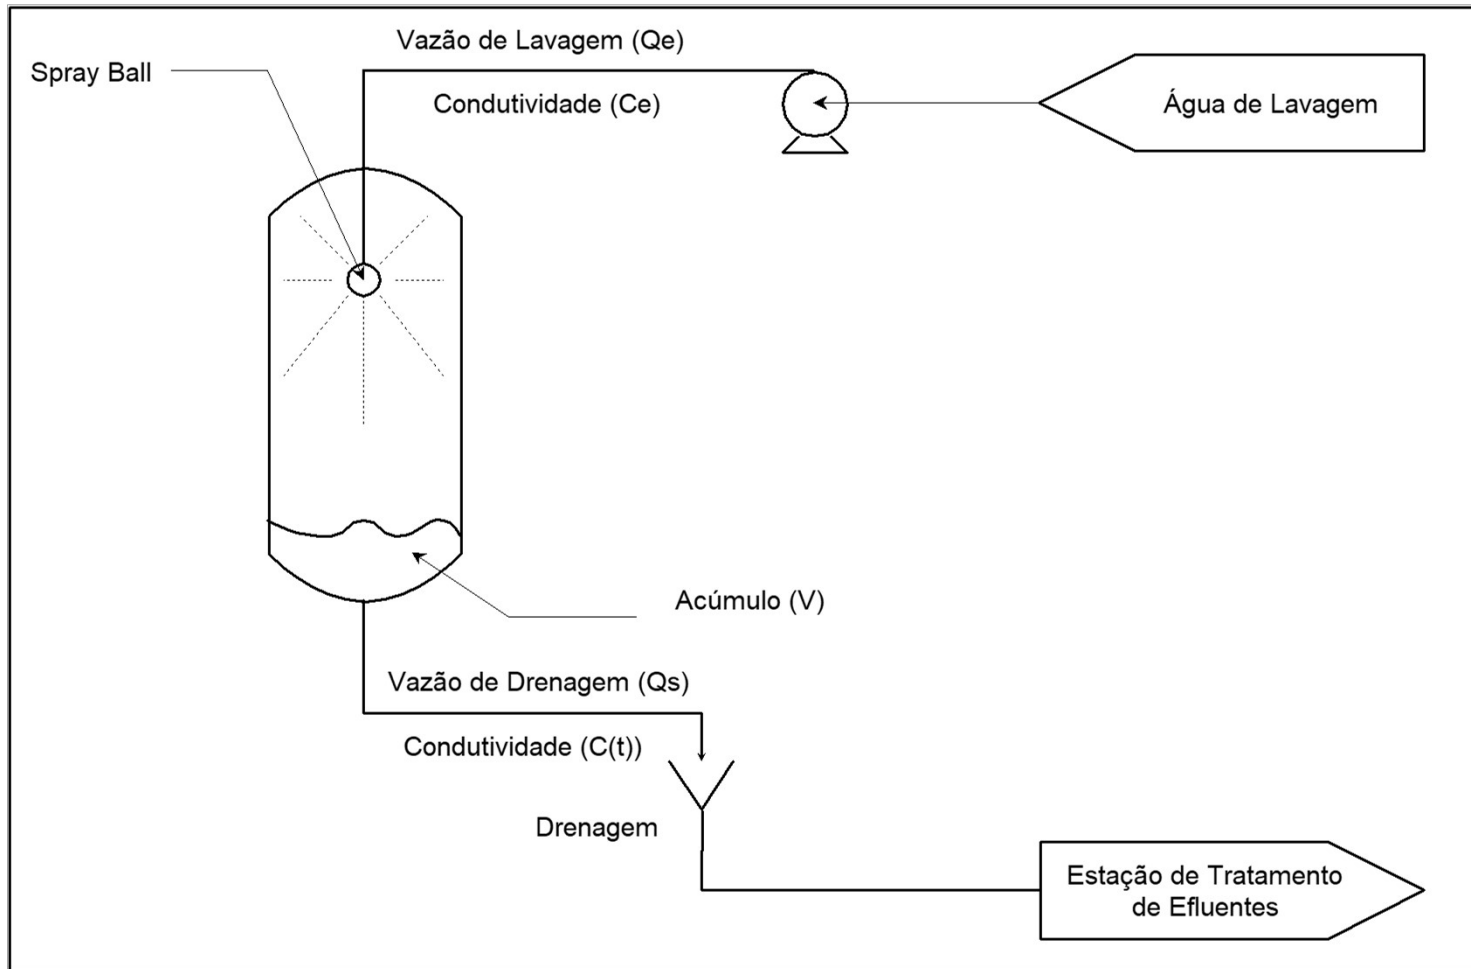 Vazão de Lavagem (Qe)
Spray Ball
Condutividade (Ce)
Água de Lavagem
Acúmulo (V)
Vazão de Drenagem (Qs)
Condutividade (C(t))
Drenagem
Estação de Tratamento
de Efluentes